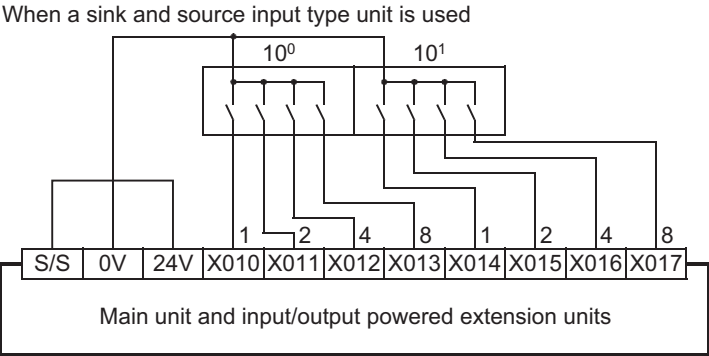 When a sink and source input type unit is used
10⁰ 10¹
1 2 4 8 1 2 4 8
S/S 0V 24V X010 X011 X012 X013 X014 X015 X016 X017
Main unit and input/output powered extension units